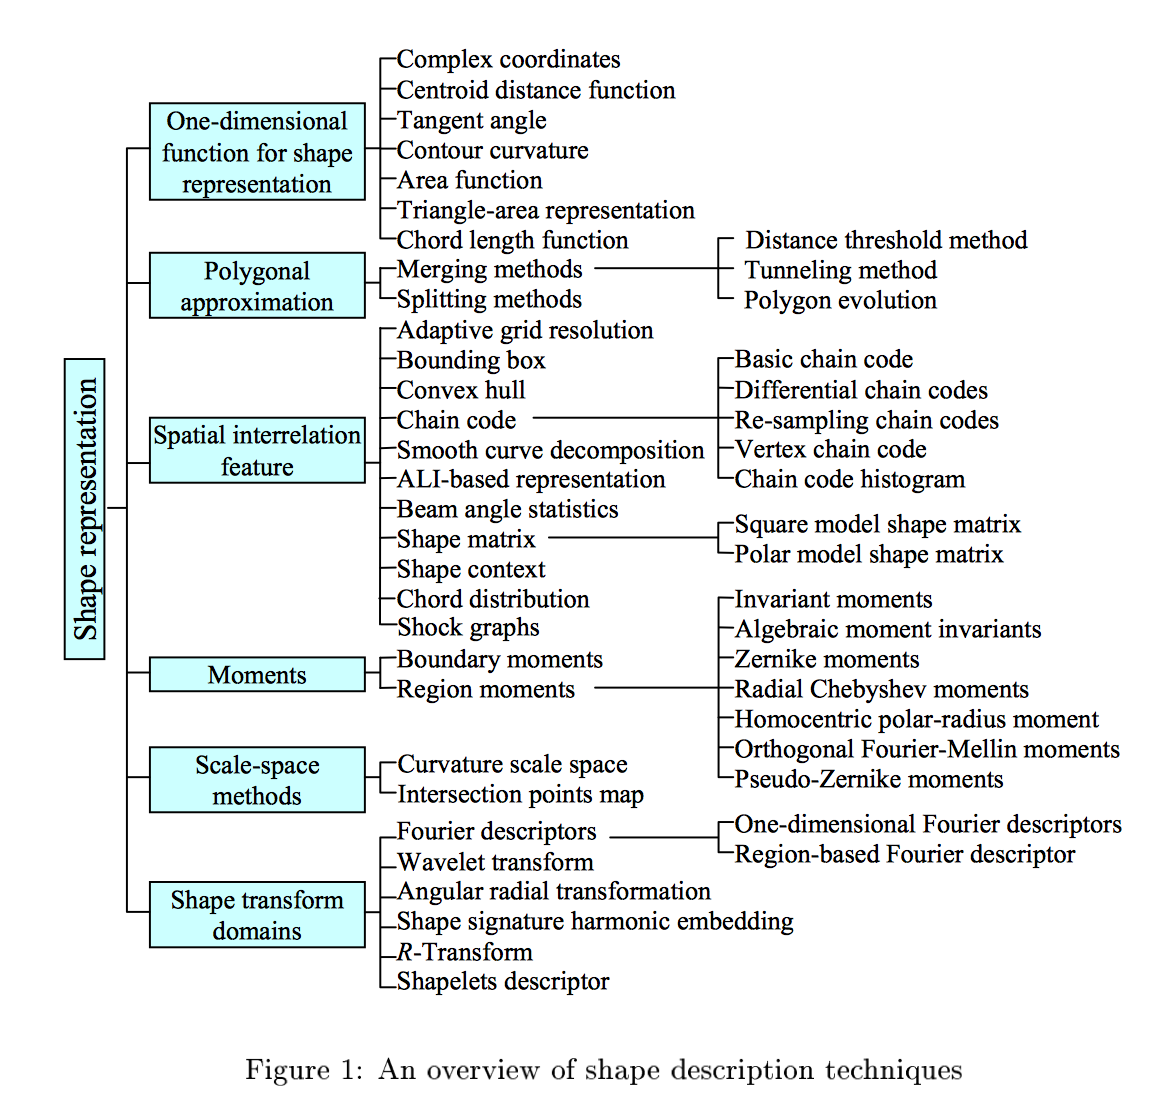 Shape representation
One-dimensional
function for shape
representation
Complex coordinates
Centroid distance function
Tangent angle
Contour curvature
Area function
Triangle-area representation
Chord length function
Polygonal
approximation
Merging methods
Splitting methods
Distance threshold method
Tunneling method
Polygon evolution
Spatial interrelation
feature
Adaptive grid resolution
Bounding box
Convex hull
Chain code
Smooth curve decomposition
ALI-based representation
Beam angle statistics
Shape matrix
Shape context
Chord distribution
Shock graphs
Basic chain code
Differential chain codes
Re-sampling chain codes
Vertex chain code
Chain code histogram
Square model shape matrix
Polar model shape matrix
Moments
Boundary moments
Region moments
Invariant moments
Algebraic moment invariants
Zernike moments
Radial Chebyshev moments
Homocentric polar-radius moment
Orthogonal Fourier-Mellin moments
Pseudo-Zernike moments
Scale-space
methods
Curvature scale space
Intersection points map
Shape transform
domains
Fourier descriptors
Wavelet transform
Angular radial transformation
Shape signature harmonic embedding
R-Transform
Shapelets descriptor
One-dimensional Fourier descriptors
Region-based Fourier descriptor
Figure 1: An overview of shape description techniques